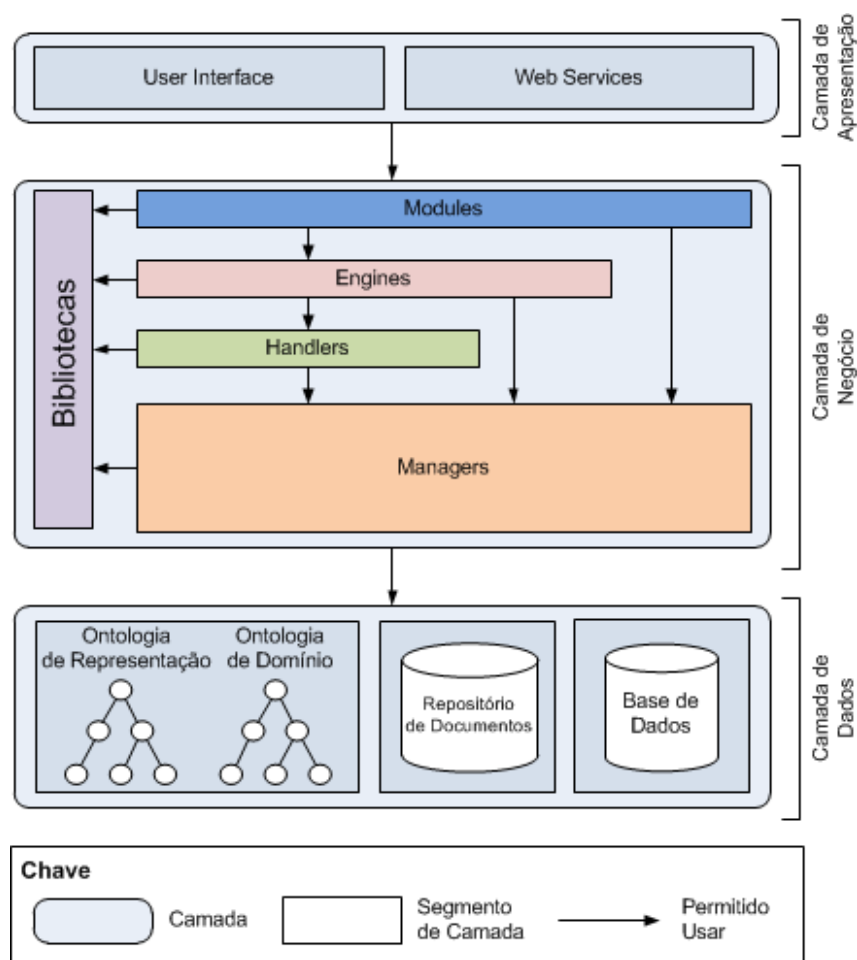 User Interface
Web Services
Camada de
Apresentação
Modules
Engines
Handlers
Managers
Bibliotecas
Camada de
Negócio
Ontologia
de Representação
Ontologia
de Domínio
Repositório
de Documentos
Base de
Dados
Camada de
Dados
Chave
Camada
Segmento
de Camada
Permitido
Usar